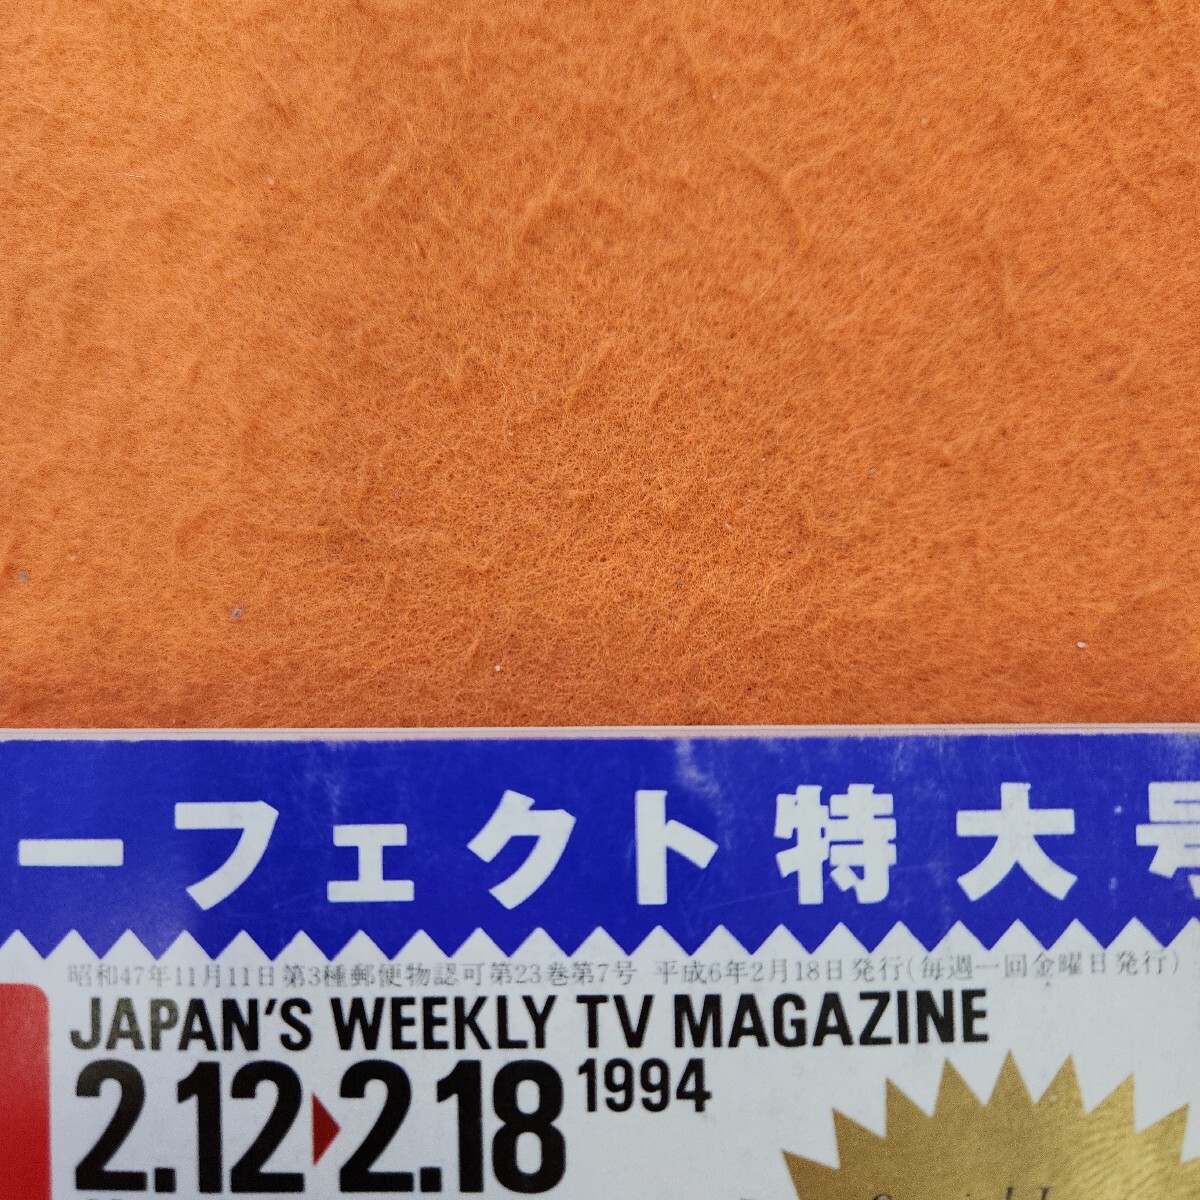 ーフェクト特大号
昭和47年11月11日第3種郵便物認可第23巻第7号 平成6年2月18日発行(毎週一回金曜日発行)
JAPAN'S WEEKLY TV MAGAZINE
2.12▶2.18 1994
Special